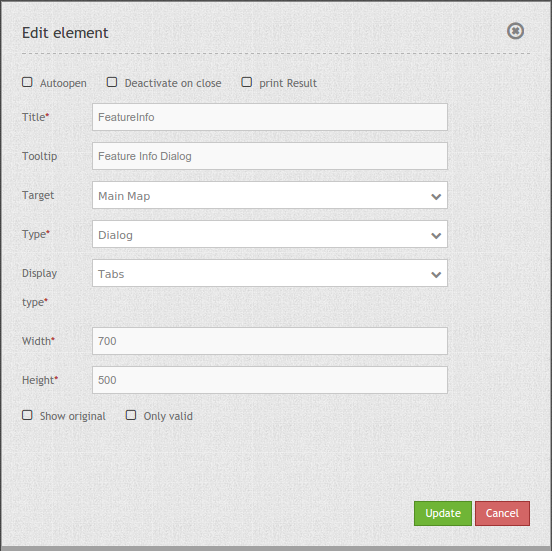 Edit element
Autoopen Deactivate on close print Result
Title* FeatureInfo
Tooltip Feature Info Dialog
Target Main Map
Type* Dialog
Display Tabs
type*
Width* 700
Height* 500
Show original Only valid
Update Cancel